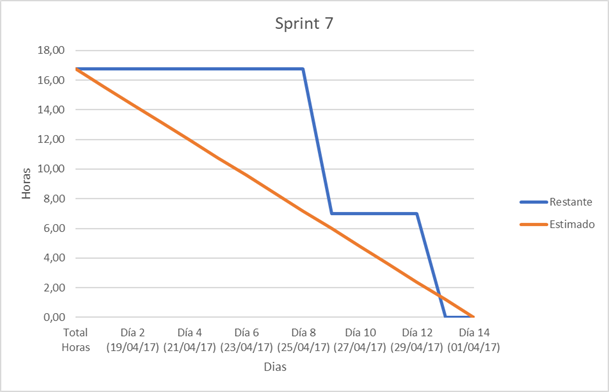 Sprint 7
18,00
16,00
14,00
12,00
10,00
8,00
6,00
4,00
2,00
0,00
Horas
Total Horas
Día 2 (19/04/17)
Día 4 (21/04/17)
Día 6 (23/04/17)
Día 8 (25/04/17)
Día 10 (27/04/17)
Día 12 (29/04/17)
Día 14 (01/04/17)
Dias
Restante
Estimado